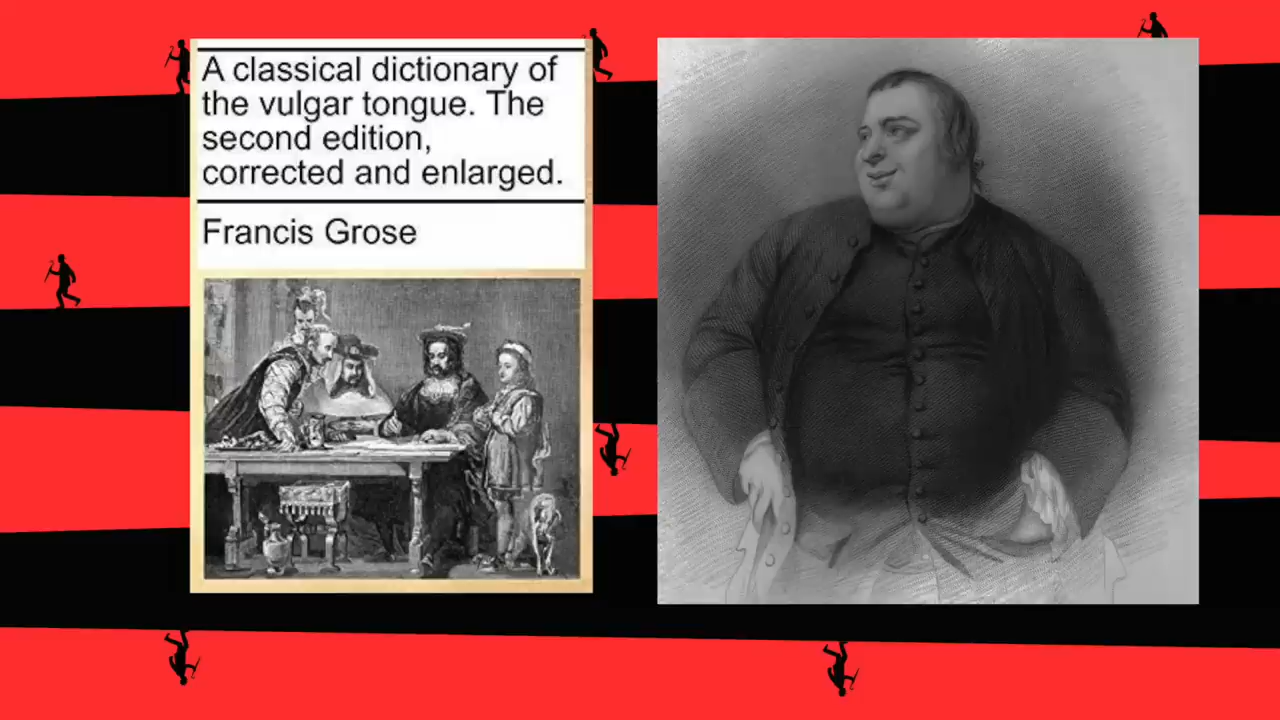 A classical dictionary of
the vulgar tongue. The
second edition,
corrected and enlarged.
Francis Grose